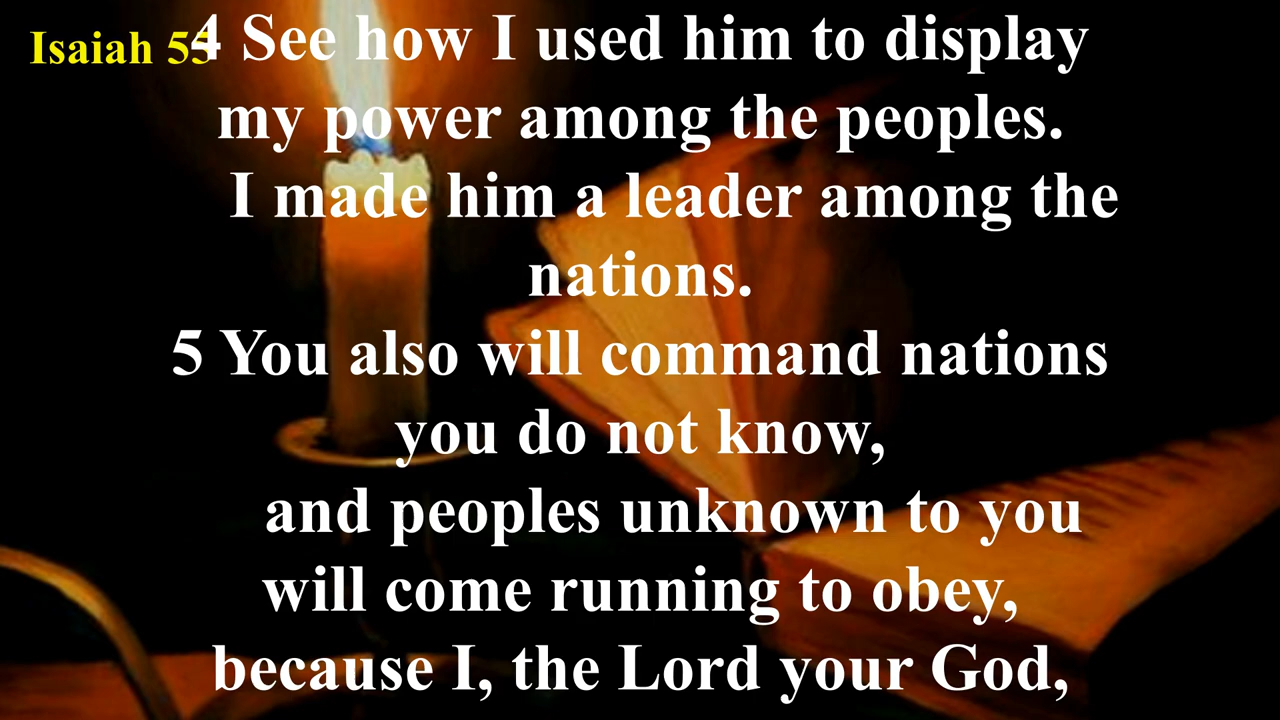 Isaiah 55
4 See how I used him to display
my power among the peoples.
I made him a leader among the
nations.
5 You also will command nations
you do not know,
and peoples unknown to you
will come running to obey,
because I, the Lord your God,